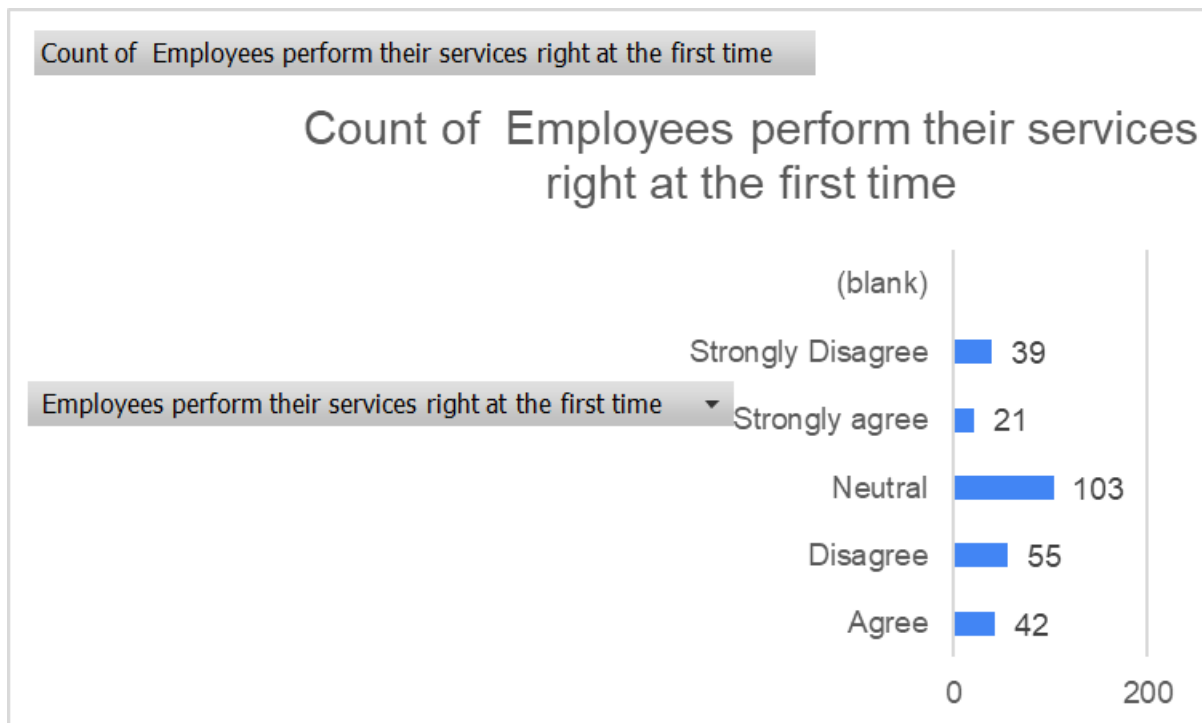 Count of  Employees perform their services right at the first time
Count of  Employees perform their services
right at the first time
(blank)
Strongly Disagree 39
Employees perform their services right at the first time
Strongly agree 21
Neutral 103
Disagree 55
Agree 42
0 200